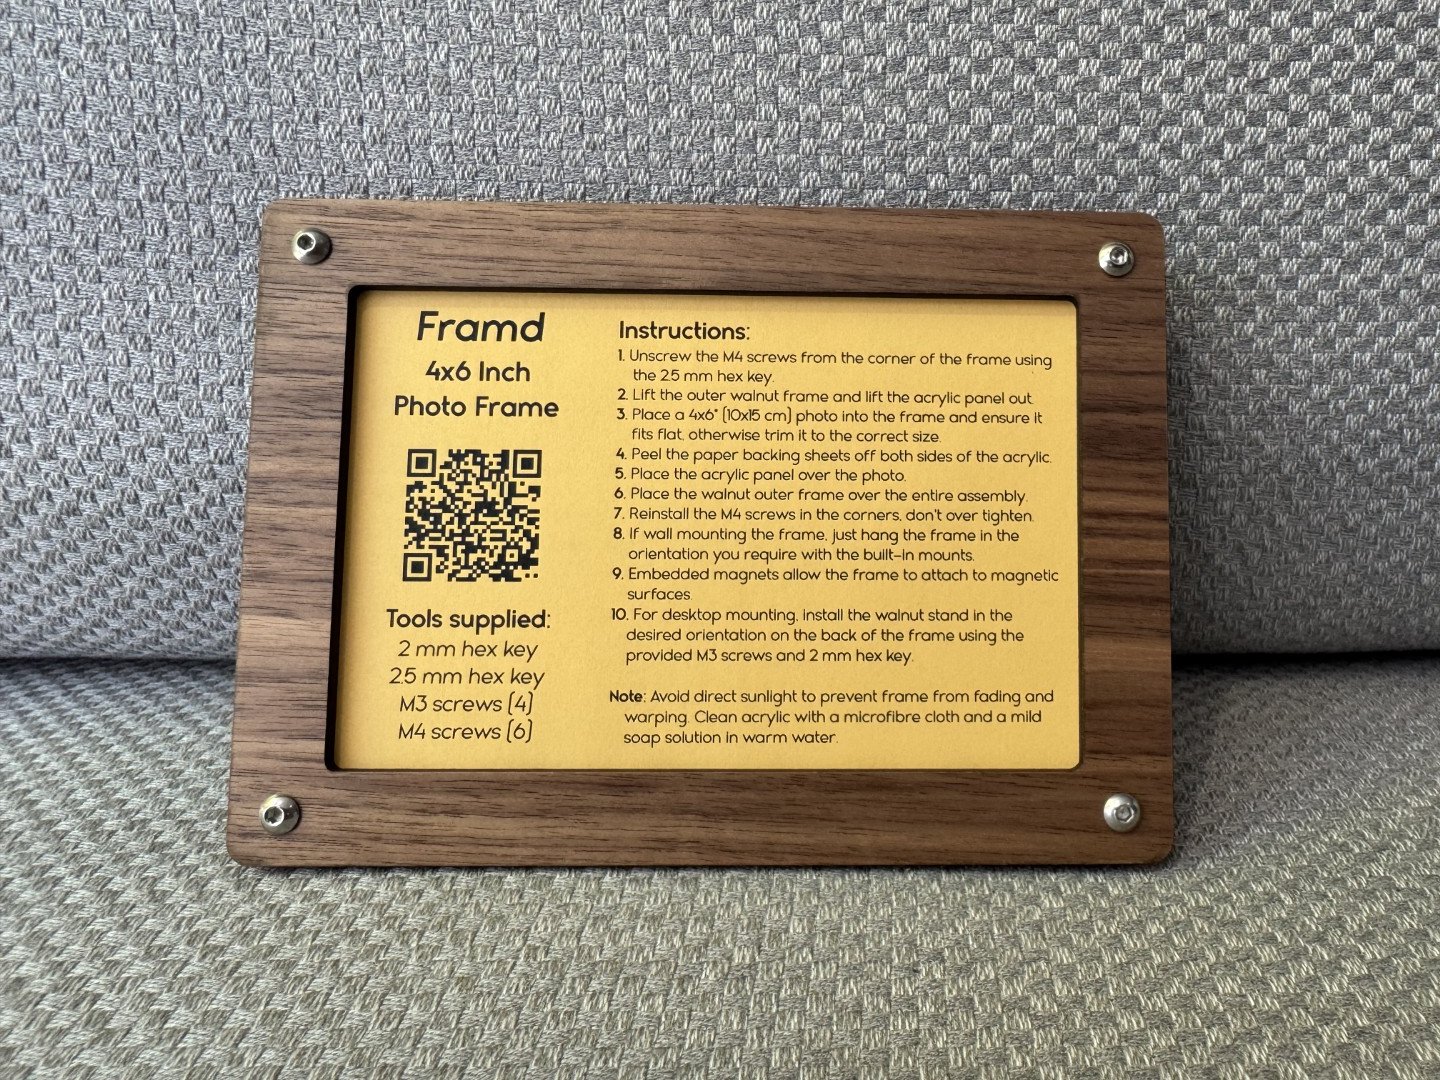 Framd
4x6 Inch
Photo Frame
Tools supplied:
2 mm hex key
2.5 mm hex key
M3 screws (4)
M4 screws (6)
Instructions:
1. Unscrew the M4 screws from the corner of the frame using
the 2.5 mm hex key.
2. Lift the outer walnut frame and lift the acrylic panel out.
3. Place a 4x6" (10x15 cm) photo into the frame and ensure it
fits flat, otherwise trim it to the correct size.
4. Peel the paper backing sheets off both sides of the acrylic.
5. Place the acrylic panel over the photo.
6. Place the walnut outer frame over the entire assembly.
7. Reinstall the M4 screws in the corners, don't over tighten.
8. If wall mounting the frame, just hang the frame in the
orientation you require with the built-in mounts.
9. Embedded magnets allow the frame to attach to magnetic
surfaces.
10. For desktop mounting, install the walnut stand in the
desired orientation on the back of the frame using the
provided M3 screws and 2 mm hex key.
Note: Avoid direct sunlight to prevent frame from fading and
warping. Clean acrylic with a microfibre cloth and a mild
soap solution in warm water.